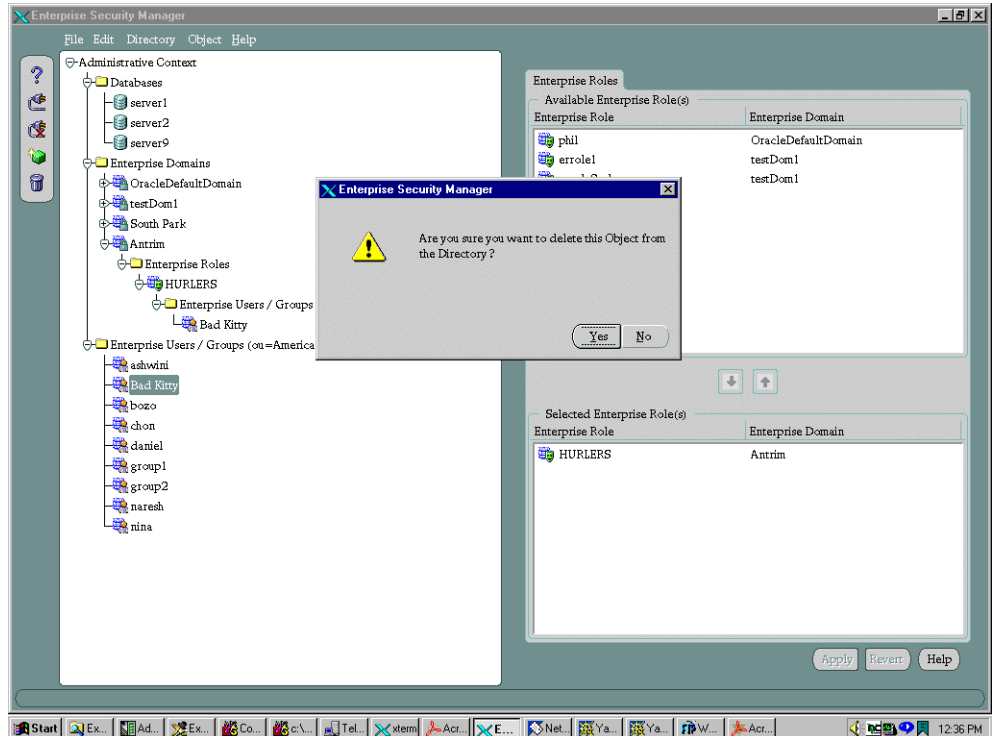 Enterprise Security Manager
File Edit Directory Object Help
Administrative Context
Databases
server1
server2
server9
Enterprise Domains
OracleDefaultDomain
testDom1
South Park
Antrim
Enterprise Roles
HURLERS
Enterprise Users / Groups
Bad Kitty
Enterprise Users / Groups (ou=America
ashwini
Bad Kitty
bozo
chon
daniel
group1
group2
naresh
nina
Enterprise Roles
Available Enterprise Role(s)
Enterprise Role Enterprise Domain
phil OracleDefaultDomain
errole1 testDom1
testDom1
Enterprise Security Manager
Are you sure you want to delete this Object from
the Directory ?
Yes No
Selected Enterprise Role(s)
Enterprise Role Enterprise Domain
HURLERS Antrim
Apply Revert Help
Start Ex... Ad... Ex... Co... c:\... Tel... xterm Acr... E... Net... Ya... Ya... W... Acr... 12:36 PM